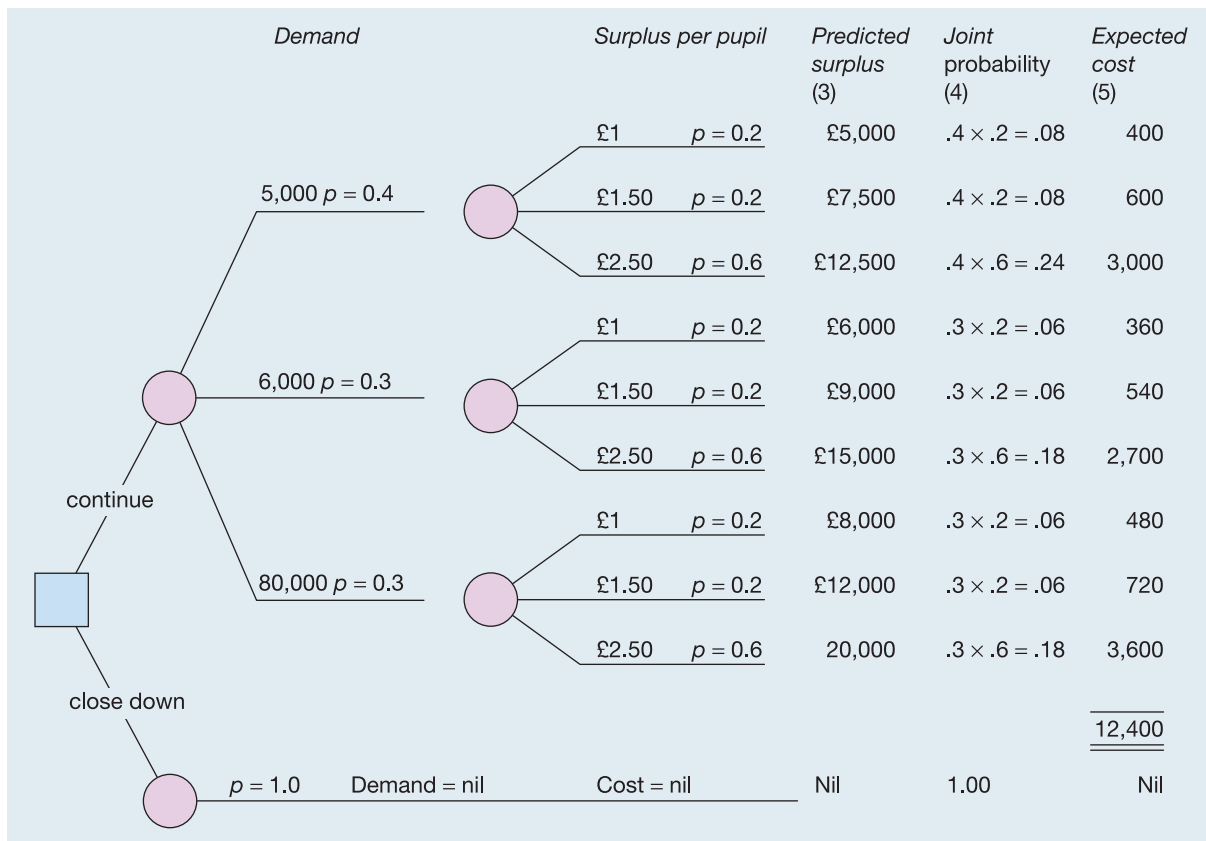 Demand Surplus per pupil Predicted Joint Expected
surplus probability cost
(3) (4) (5)
£1 p = 0.2 £5,000 .4 × .2 = .08 400
5,000 p = 0.4 £1.50 p = 0.2 £7,500 .4 × .2 = .08 600
£2.50 p = 0.6 £12,500 .4 × .6 = .24 3,000
£1 p = 0.2 £6,000 .3 × .2 = .06 360
6,000 p = 0.3 £1.50 p = 0.2 £9,000 .3 × .2 = .06 540
£2.50 p = 0.6 £15,000 .3 × .6 = .18 2,700
continue
£1 p = 0.2 £8,000 .3 × .2 = .06 480
80,000 p = 0.3 £1.50 p = 0.2 £12,000 .3 × .2 = .06 720
£2.50 p = 0.6 20,000 .3 × .6 = .18 3,600
close down
12,400
p = 1.0 Demand = nil Cost = nil Nil 1.00 Nil